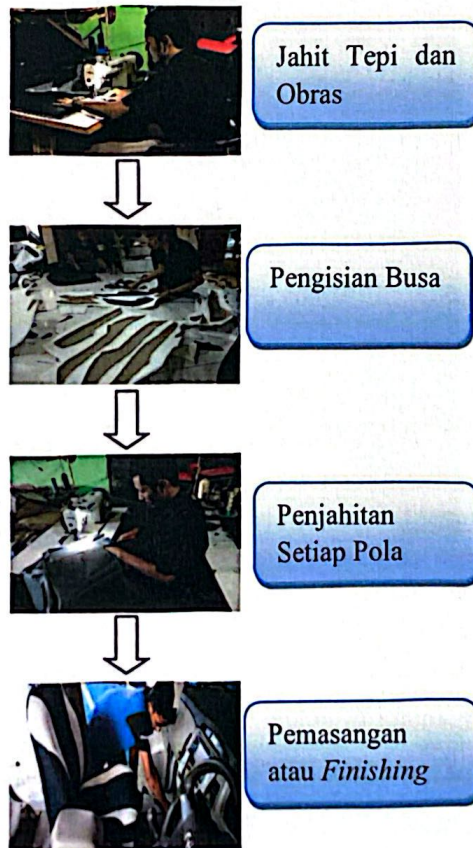 Jahit Tepi dan
Obras
Pengisian Busa
Penjahitan
Setiap Pola
Pemasangan
atau Finishing